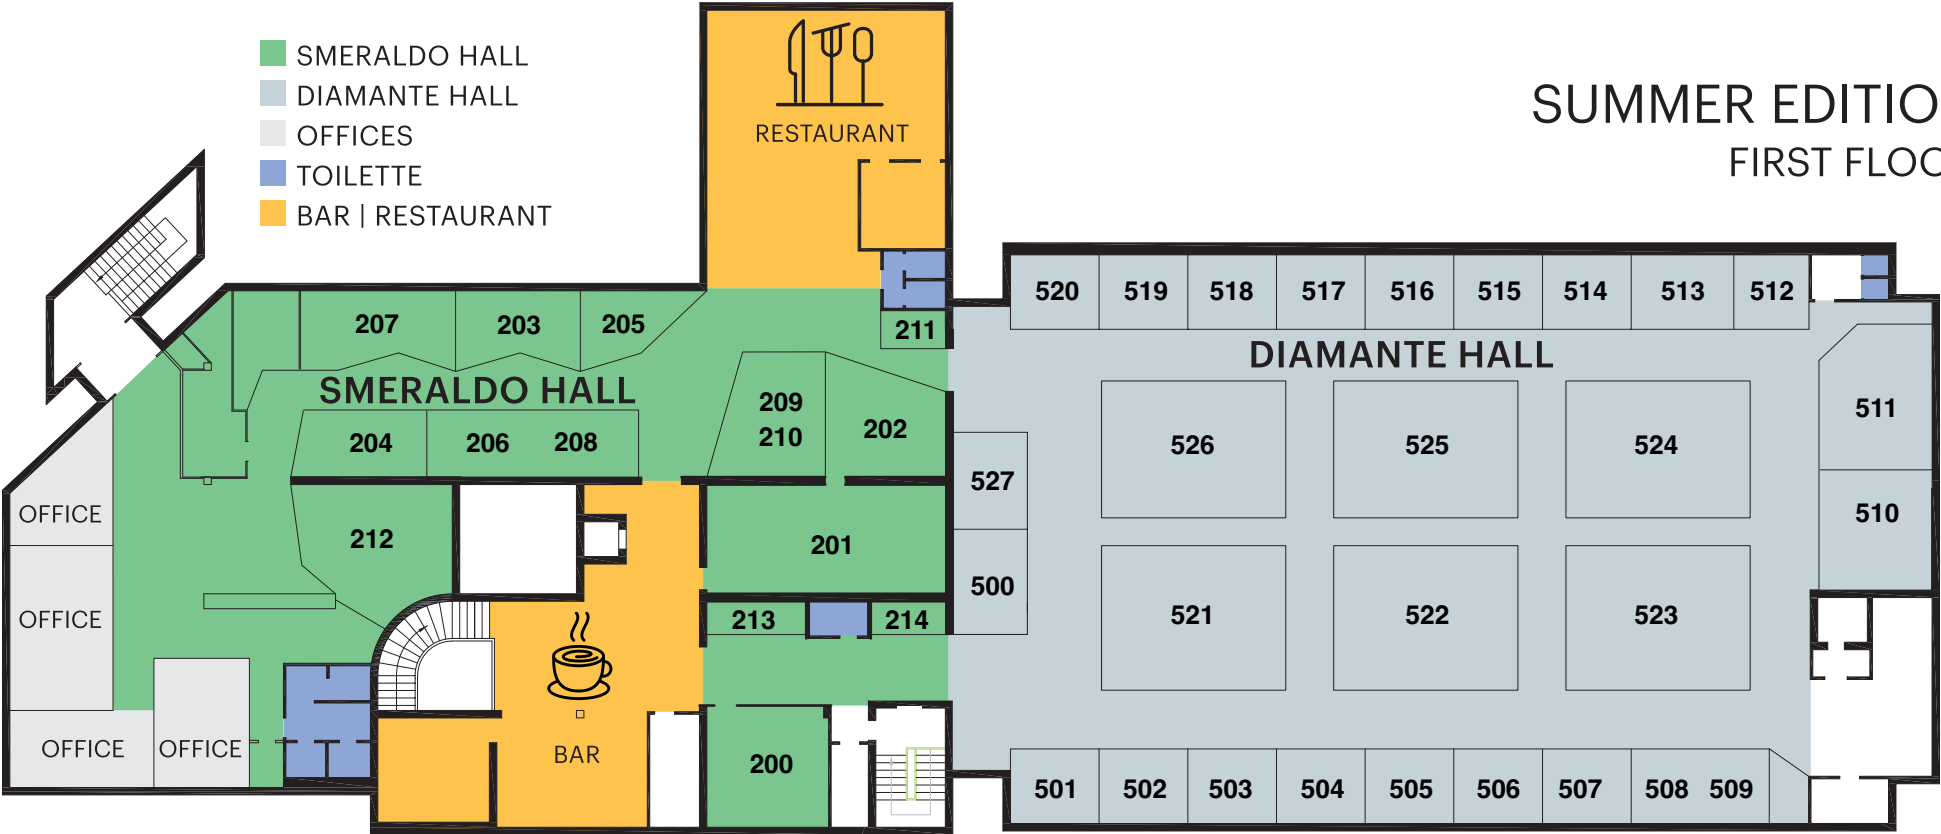 SMERALDO HALL
DIAMANTE HALL
OFFICES
TOILETTE
BAR | RESTAURANT
RESTAURANT
SUMMER EDITIO
FIRST FLOO
207
203
205
211
SMERALDO HALL
204
206
208
209
210
202
OFFICE
212
201
OFFICE
213
214
OFFICE
OFFICE
BAR
200
520
519
518
517
516
515
514
513
512
DIAMANTE HALL
526
525
524
511
527
510
500
521
522
523
501
502
503
504
505
506
507
508
509